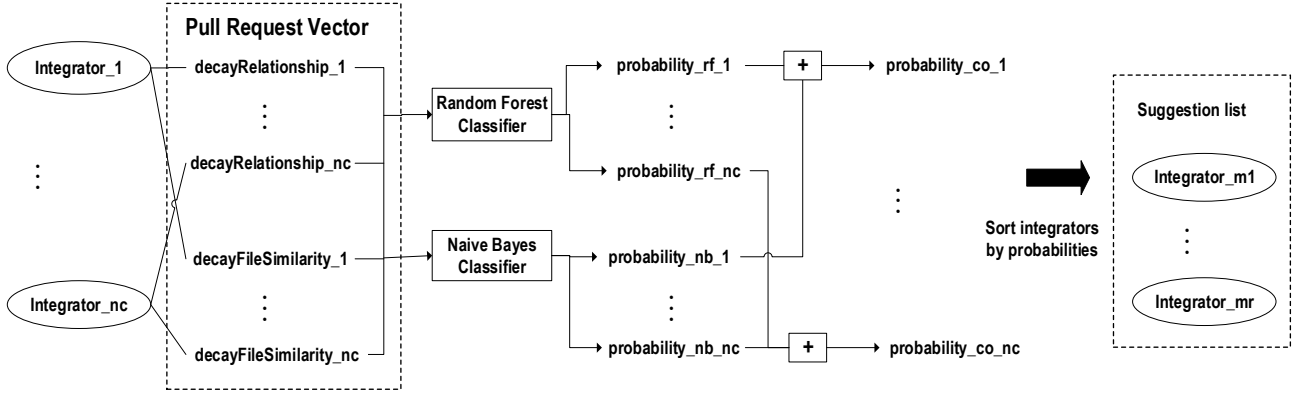 Pull Request Vector
Integrator_1
Integrator_nc
decayRelationship_1
decayRelationship_nc
decayFileSimilarity_1
decayFileSimilarity_nc
Random Forest
Classifier
Naive Bayes
Classifier
probability_rf_1
probability_rf_nc
probability_nb_1
probability_nb_nc
+
+
probability_co_1
probability_co_nc
Sort integrators
by probabilities
Suggestion list
Integrator_m1
Integrator_mr